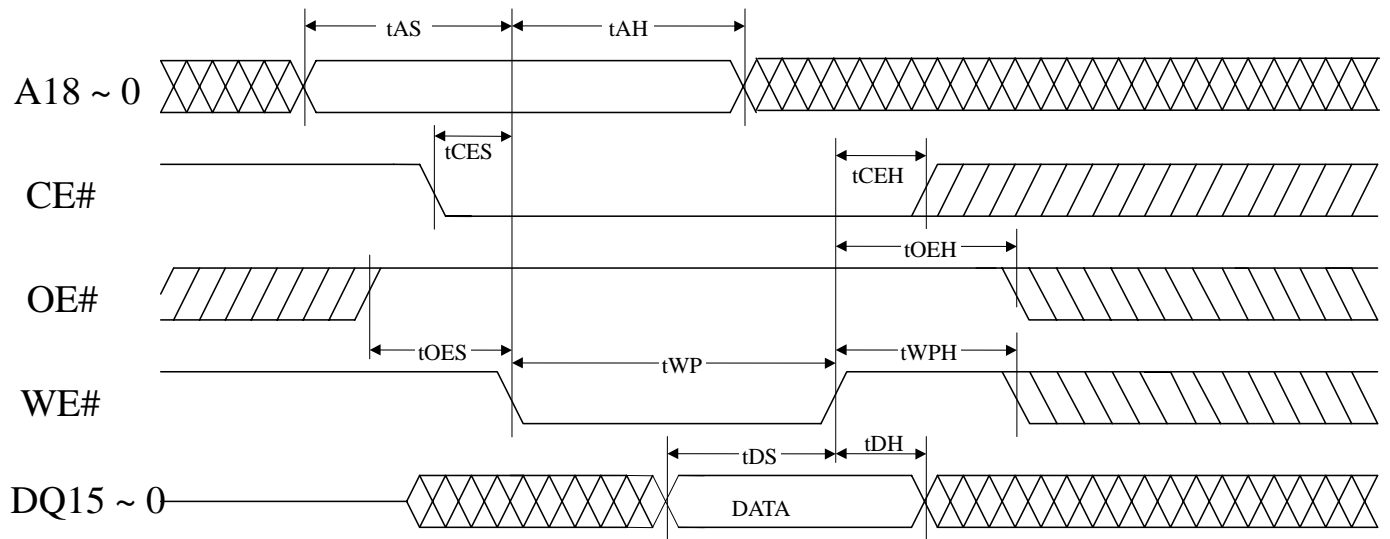 tAS tAH
A18 ~ 0
tCES
tCEH
CE#
tOEH
OE#
tOES tWP tWPH
WE#
tDS tDH
DQ15 ~ 0 DATA